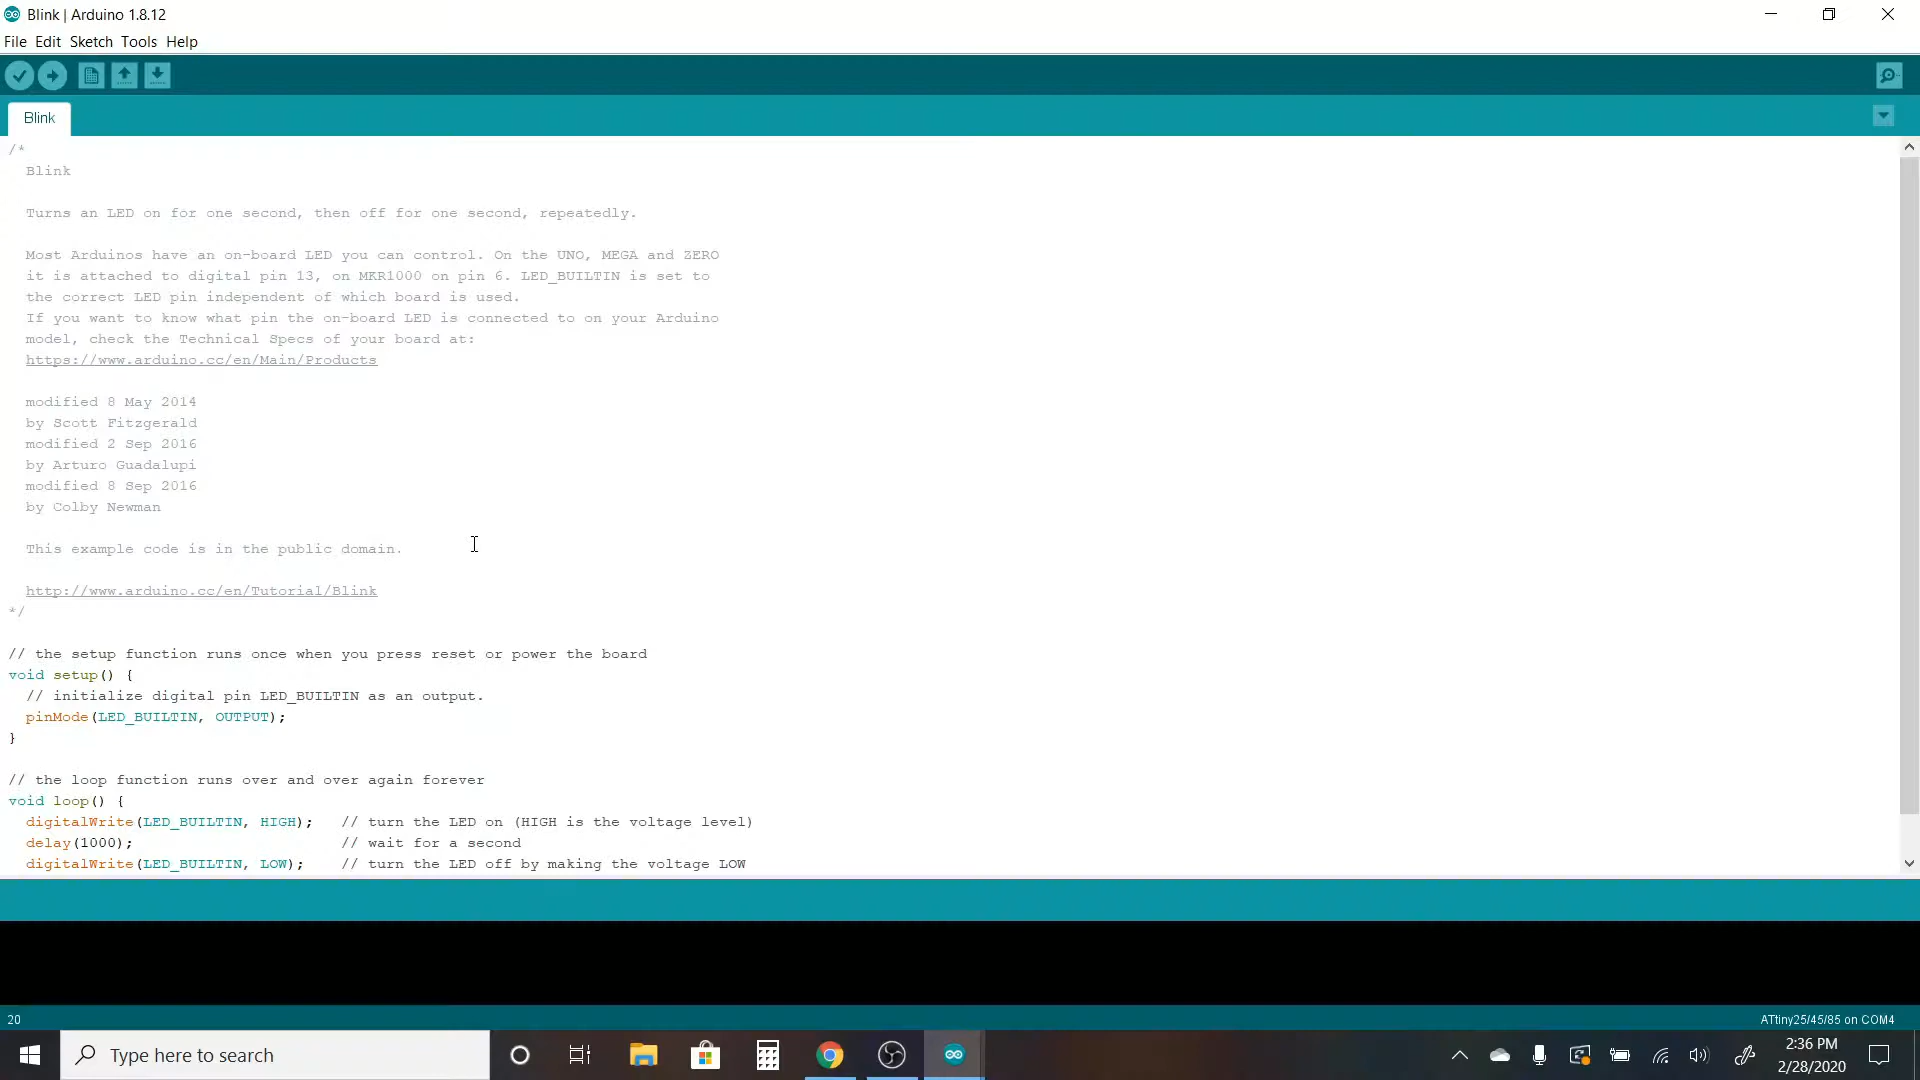 Blink | Arduino 1.8.12
File Edit Sketch Tools Help
Blink
/*
Blink
Turns an LED on for one second, then off for one second, repeatedly.
Most Arduinos have an on-board LED you can control. On the UNO, MEGA and ZERO
it is attached to digital pin 13, on MKR1000 on pin 6. LED_BUILTIN is set to
the correct LED pin independent of which board is used.
If you want to know what pin the on-board LED is connected to on your Arduino
model, check the Technical Specs of your board at:
https://www.arduino.cc/en/Main/Products
modified 8 May 2014
by Scott Fitzgerald
modified 2 Sep 2016
by Arturo Guadalupi
modified 8 Sep 2016
by Colby Newman
This example code is in the public domain.
http://www.arduino.cc/en/Tutorial/Blink
*/
// the setup function runs once when you press reset or power the board
void setup() {
// initialize digital pin LED_BUILTIN as an output.
pinMode(LED_BUILTIN, OUTPUT);
}
// the loop function runs over and over again forever
void loop() {
digitalWrite(LED_BUILTIN, HIGH);   // turn the LED on (HIGH is the voltage level)
delay(1000);                       // wait for a second
digitalWrite(LED_BUILTIN, LOW);    // turn the LED off by making the voltage LOW
20
ATtiny25/45/85 on COM4
Type here to search
2:36 PM
2/28/2020